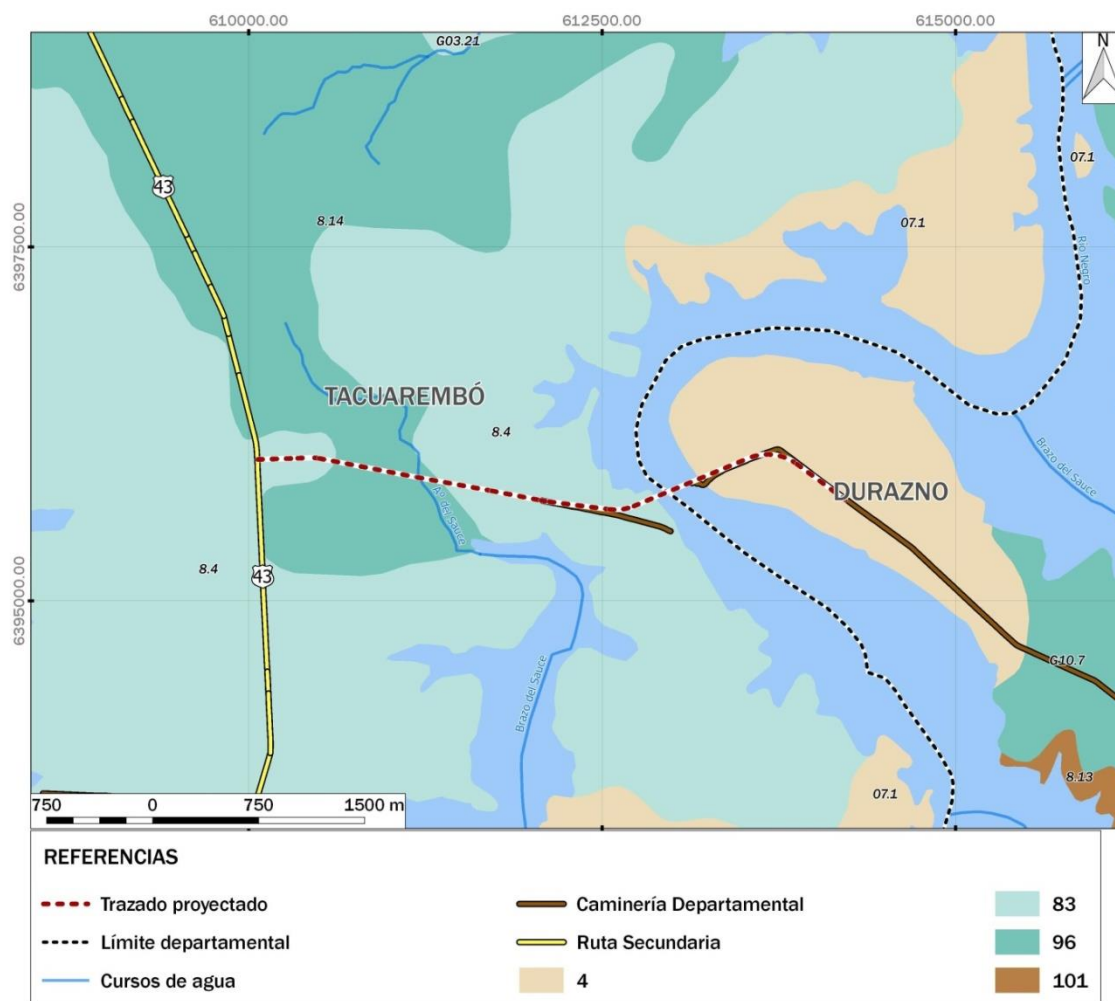 610000.00 612500.00 615000.00
N
G03.21
43
07.1
8.14
07.1
6397500.00
Río Negro
TACUAREMBÓ
8.4
Brazo del Sauce
DURAZNO
Ao. del Sauce
8.4
43
6395000.00
G10.7
Brazo del Sauce
8.13
07.1
750 0 750 1500 m
REFERENCIAS
Trazado proyectado Caminería Departamental 83
Límite departamental Ruta Secundaria 96
Cursos de agua 4 101